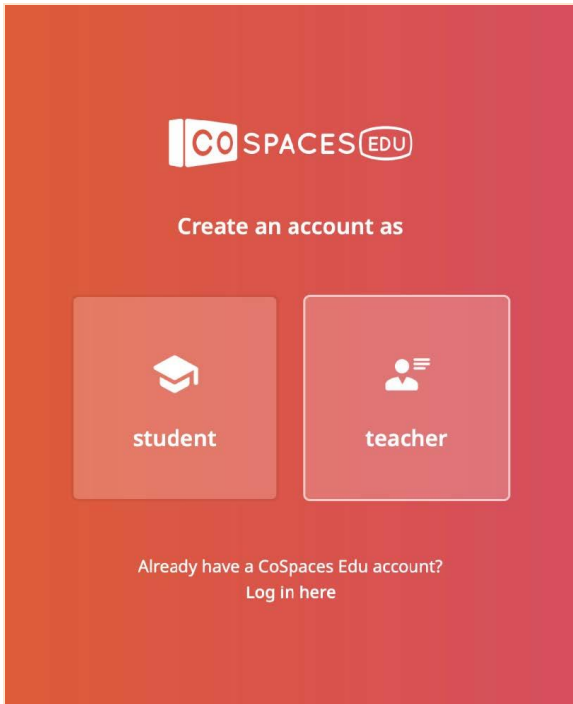 CO SPACES EDU
Create an account as
student
teacher
Already have a CoSpaces Edu account?
Log in here